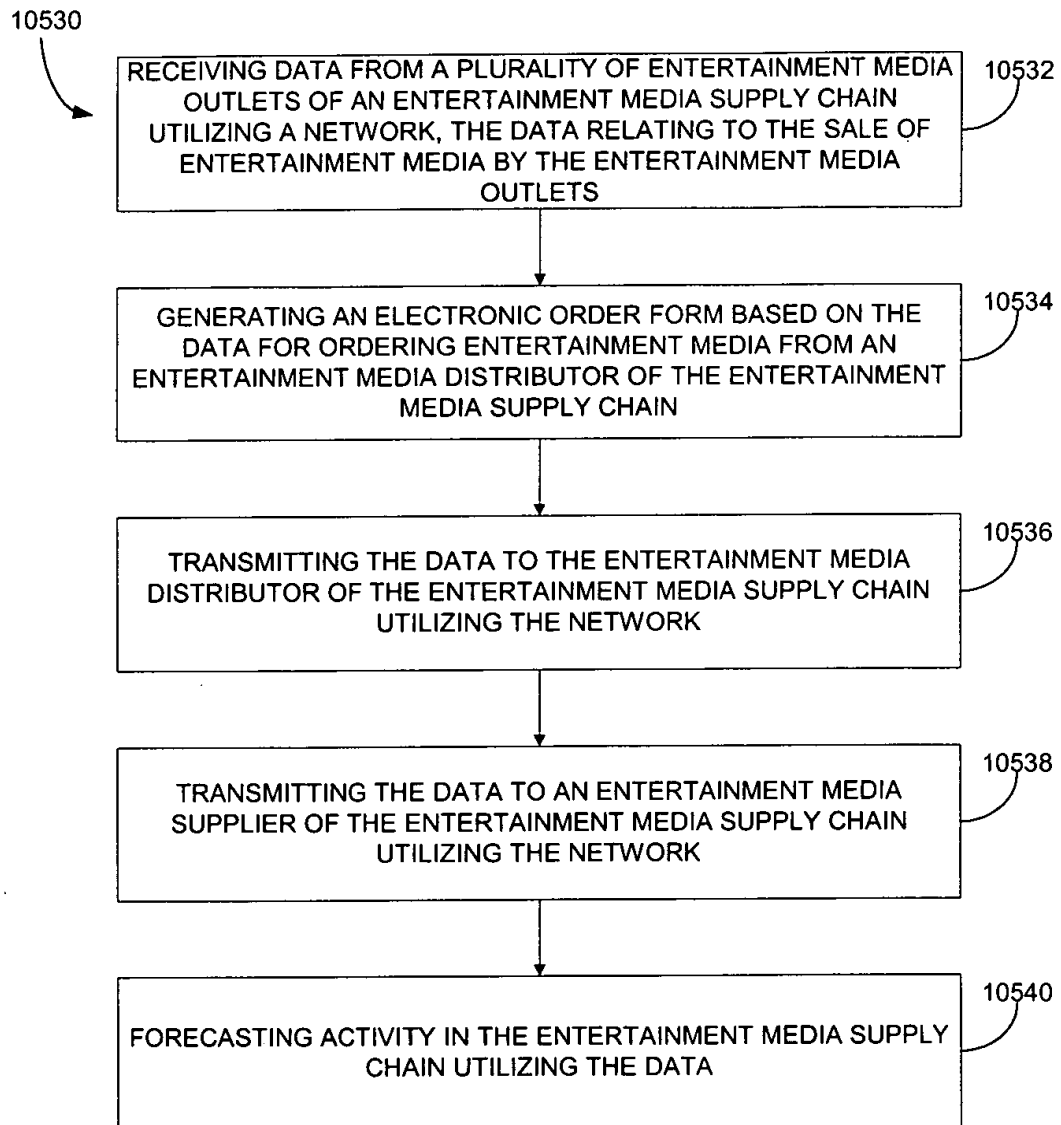 10530
RECEIVING DATA FROM A PLURALITY OF ENTERTAINMENT MEDIA
OUTLETS OF AN ENTERTAINMENT MEDIA SUPPLY CHAIN
UTILIZING A NETWORK, THE DATA RELATING TO THE SALE OF
ENTERTAINMENT MEDIA BY THE ENTERTAINMENT MEDIA
OUTLETS
10532
GENERATING AN ELECTRONIC ORDER FORM BASED ON THE
DATA FOR ORDERING ENTERTAINMENT MEDIA FROM AN
ENTERTAINMENT MEDIA DISTRIBUTOR OF THE ENTERTAINMENT
MEDIA SUPPLY CHAIN
10534
TRANSMITTING THE DATA TO THE ENTERTAINMENT MEDIA
DISTRIBUTOR OF THE ENTERTAINMENT MEDIA SUPPLY CHAIN
UTILIZING THE NETWORK
10536
TRANSMITTING THE DATA TO AN ENTERTAINMENT MEDIA
SUPPLIER OF THE ENTERTAINMENT MEDIA SUPPLY CHAIN
UTILIZING THE NETWORK
10538
FORECASTING ACTIVITY IN THE ENTERTAINMENT MEDIA SUPPLY
CHAIN UTILIZING THE DATA
10540